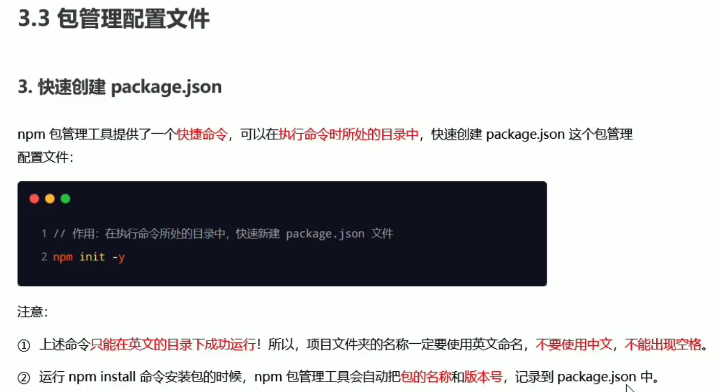 3.3 包管理配置文件
3. 快速创建 package.json
npm 包管理工具提供了一个快捷命令，可以在执行命令时所处的目录中，快速创建 package.json 这个包管理
配置文件：
1 // 作用：在执行命令所处的目录中，快速新建 package.json 文件
2 npm init -y
注意：
① 上述命令只能在英文的目录下成功运行！所以，项目文件夹的名称一定要使用英文命名，不要使用中文，不能出现空格。
② 运行 npm install 命令安装包的时候，npm 包管理工具会自动把包的名称和版本号，记录到 package.json 中。